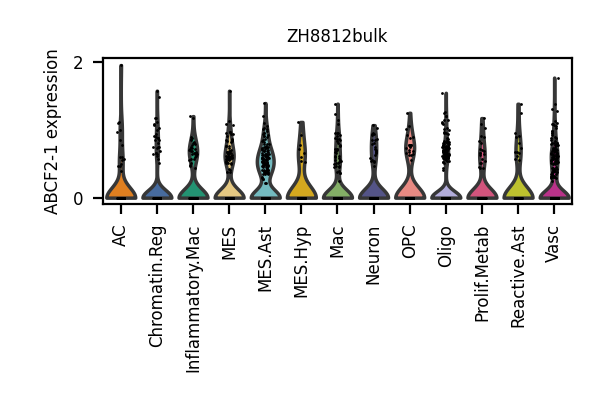 ZH8812bulk
ABCF2-1 expression
2
0
AC
Chromatin.Reg
Inflammatory.Mac
MES
MES.Ast
MES.Hyp
Mac
Neuron
OPC
Oligo
Prolif.Metab
Reactive.Ast
Vasc